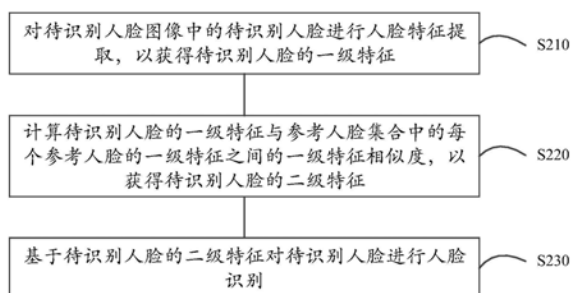 对待识别人脸图像中的待识别人脸进行人脸特征提
取，以获得待识别人脸的一级特征
S210
计算待识别人脸的一级特征与参考人脸集合中的每
个参考人脸的一级特征之间的一级特征相似度，以
获得待识别人脸的二级特征
S220
基于待识别人脸的二级特征对待识别人脸进行人脸
识别
S230